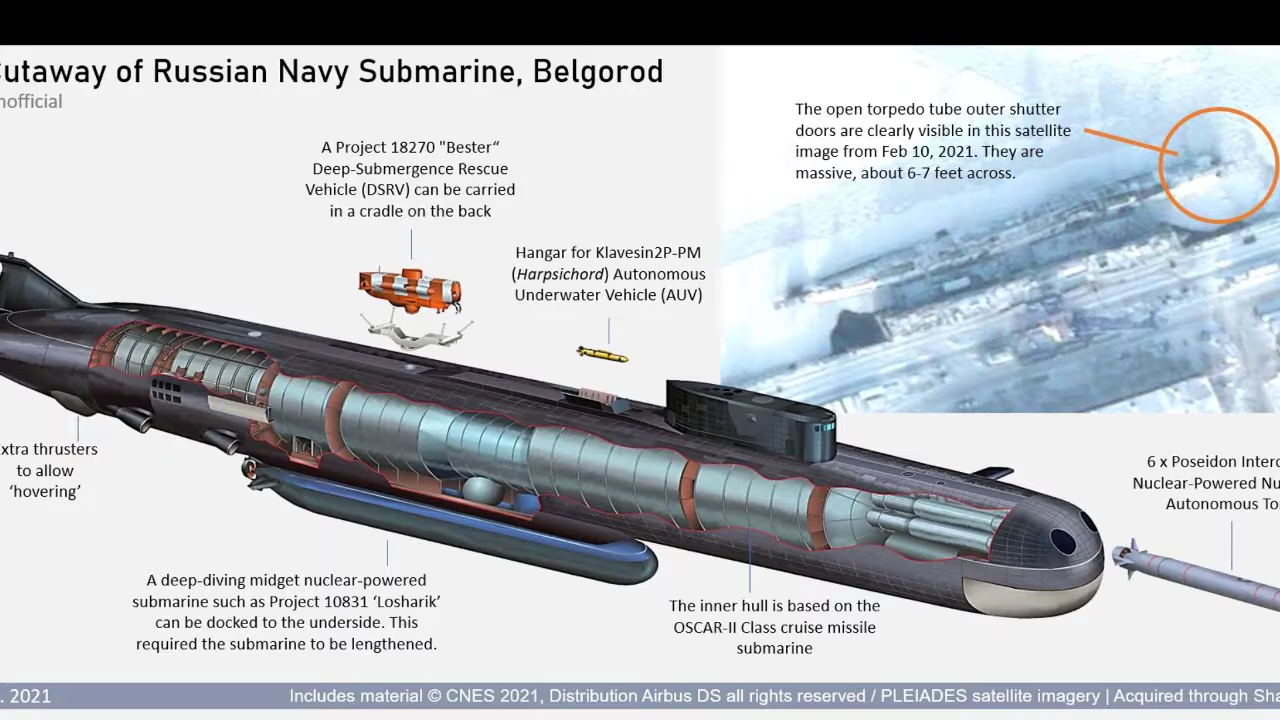 Cutaway of Russian Navy Submarine, Belgorod
nofficial
The open torpedo tube outer shutter
doors are clearly visible in this satellite
image from Feb 10, 2021. They are
massive, about 6-7 feet across.
A Project 18270 "Bester“
Deep-Submergence Rescue
Vehicle (DSRV) can be carried
in a cradle on the back
Hangar for Klavesin2P-PM
(Harpsichord) Autonomous
Underwater Vehicle (AUV)
xtra thrusters
to allow
‘hovering’
6 x Poseidon Interc
Nuclear-Powered Nu
Autonomous To
A deep-diving midget nuclear-powered
submarine such as Project 10831 ‘Losharik’
can be docked to the underside. This
required the submarine to be lengthened.
The inner hull is based on the
OSCAR-II Class cruise missile
submarine
. 2021
Includes material © CNES 2021, Distribution Airbus DS all rights reserved / PLEIADES satellite imagery | Acquired through Sha